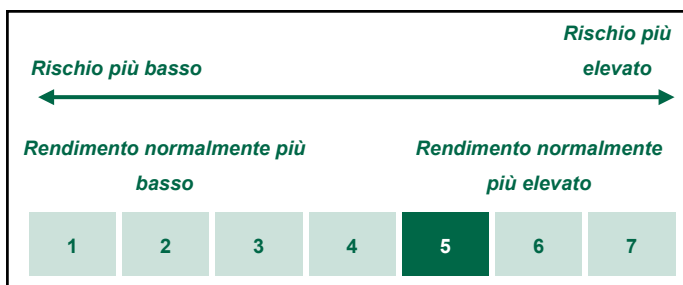 Rischio più
elevato
Rischio più basso
Rendimento normalmente più
basso
Rendimento normalmente
più elevato
1 2 3 4 5 6 7